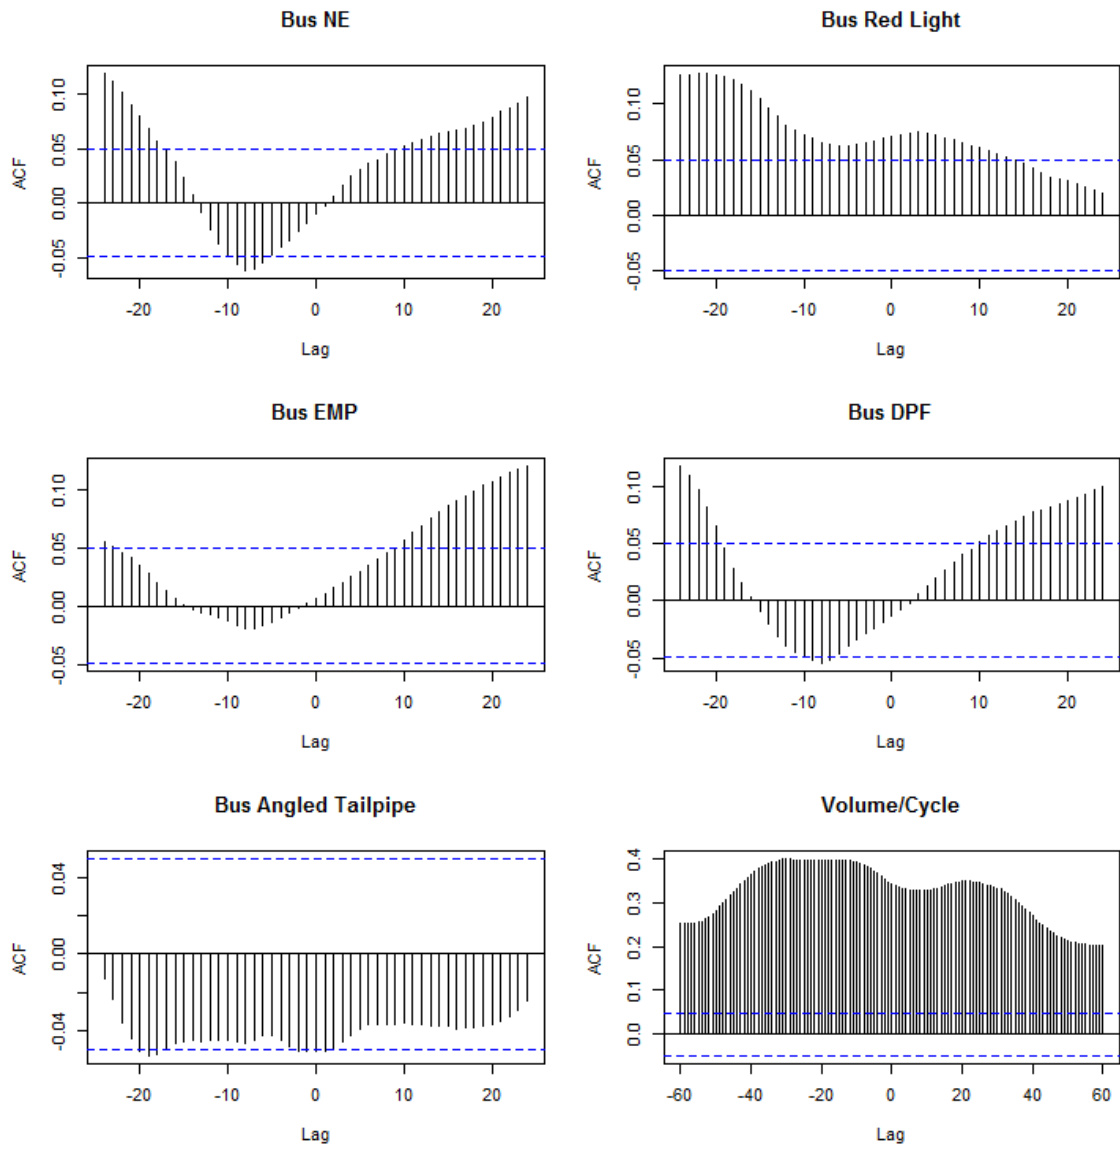 Bus NE
ACF
0.10
0.05
0.00
-0.05
-20 -10 0 10 20
Lag
Bus Red Light
ACF
0.10
0.05
0.00
-0.05
-20 -10 0 10 20
Lag
Bus EMP
ACF
0.10
0.05
0.00
-0.05
-20 -10 0 10 20
Lag
Bus DPF
ACF
0.10
0.05
0.00
-0.05
-20 -10 0 10 20
Lag
Bus Angled Tailpipe
ACF
0.04
0.00
-0.04
-20 -10 0 10 20
Lag
Volume/Cycle
ACF
0.4
0.3
0.2
0.1
0.0
-60 -40 -20 0 20 40 60
Lag